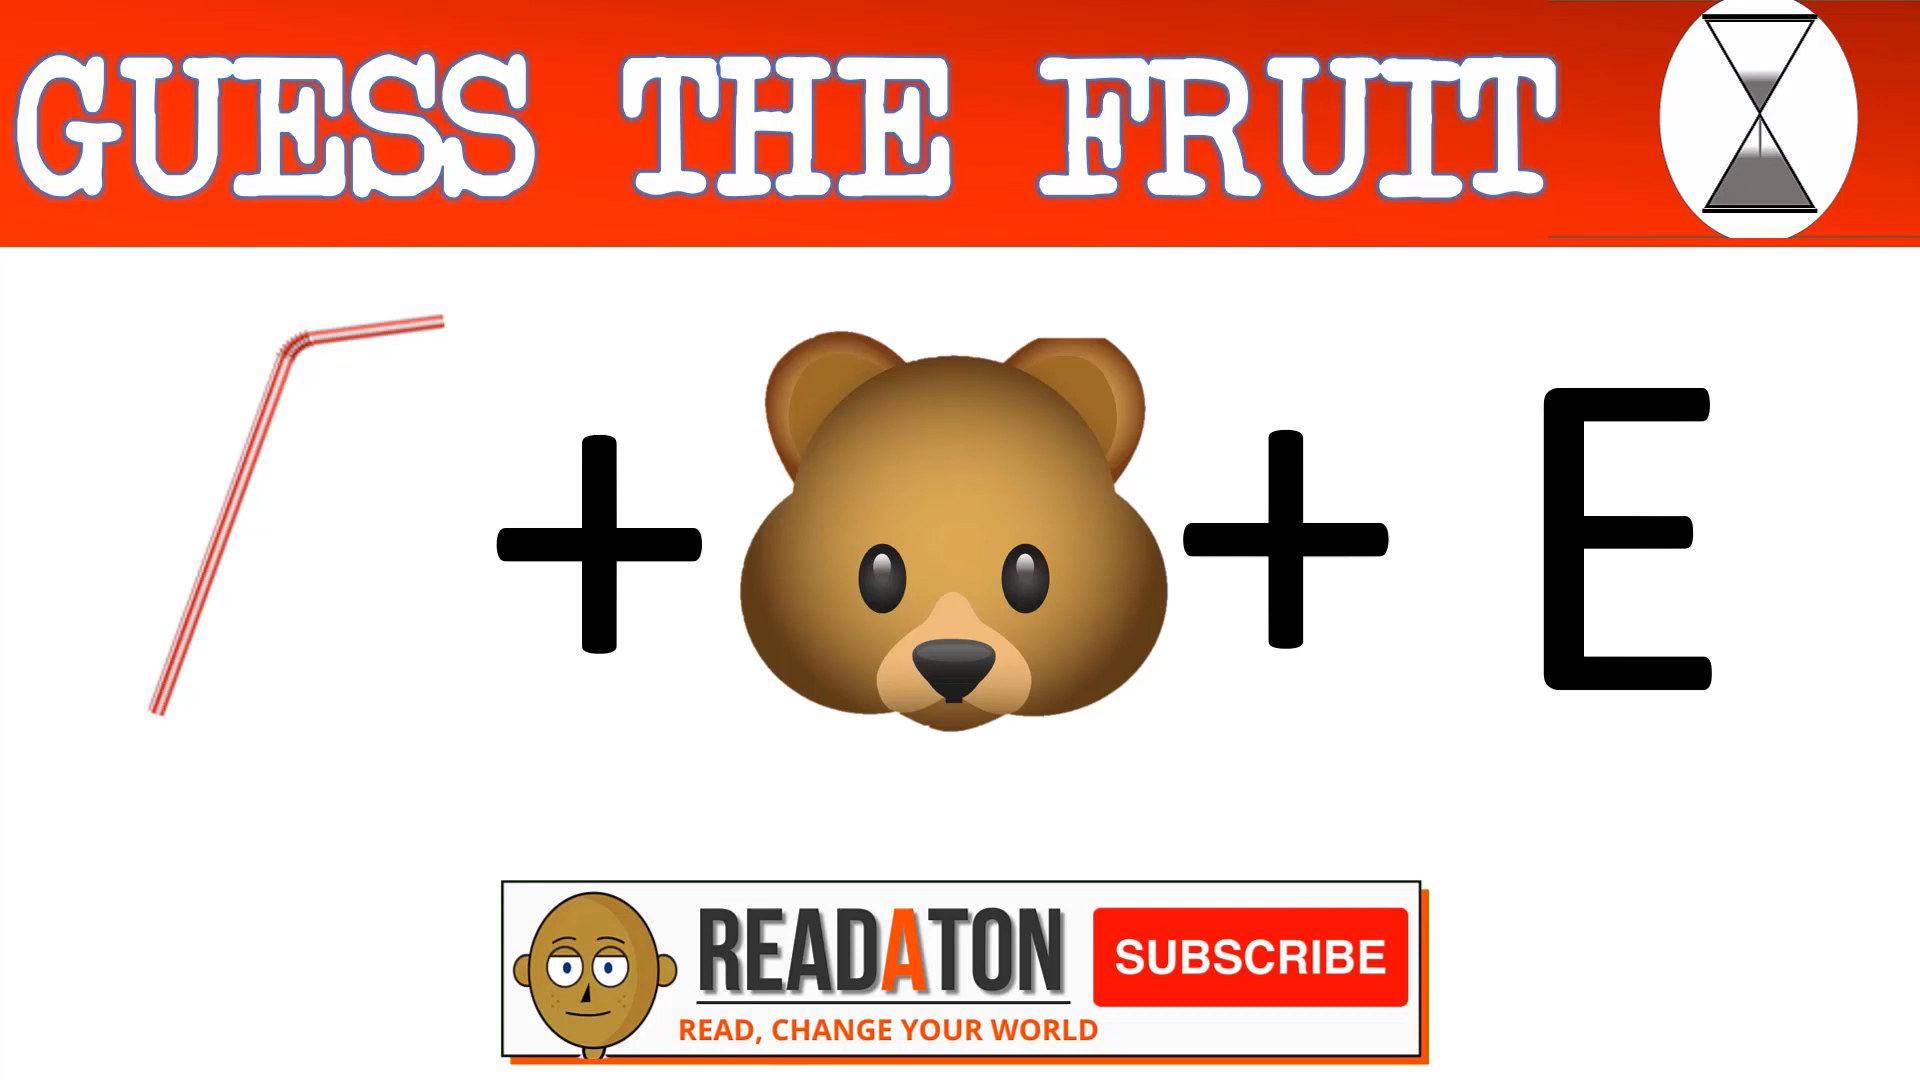 GUESS THE FRUIT
+ + E
READATON
SUBSCRIBE
READ, CHANGE YOUR WORLD